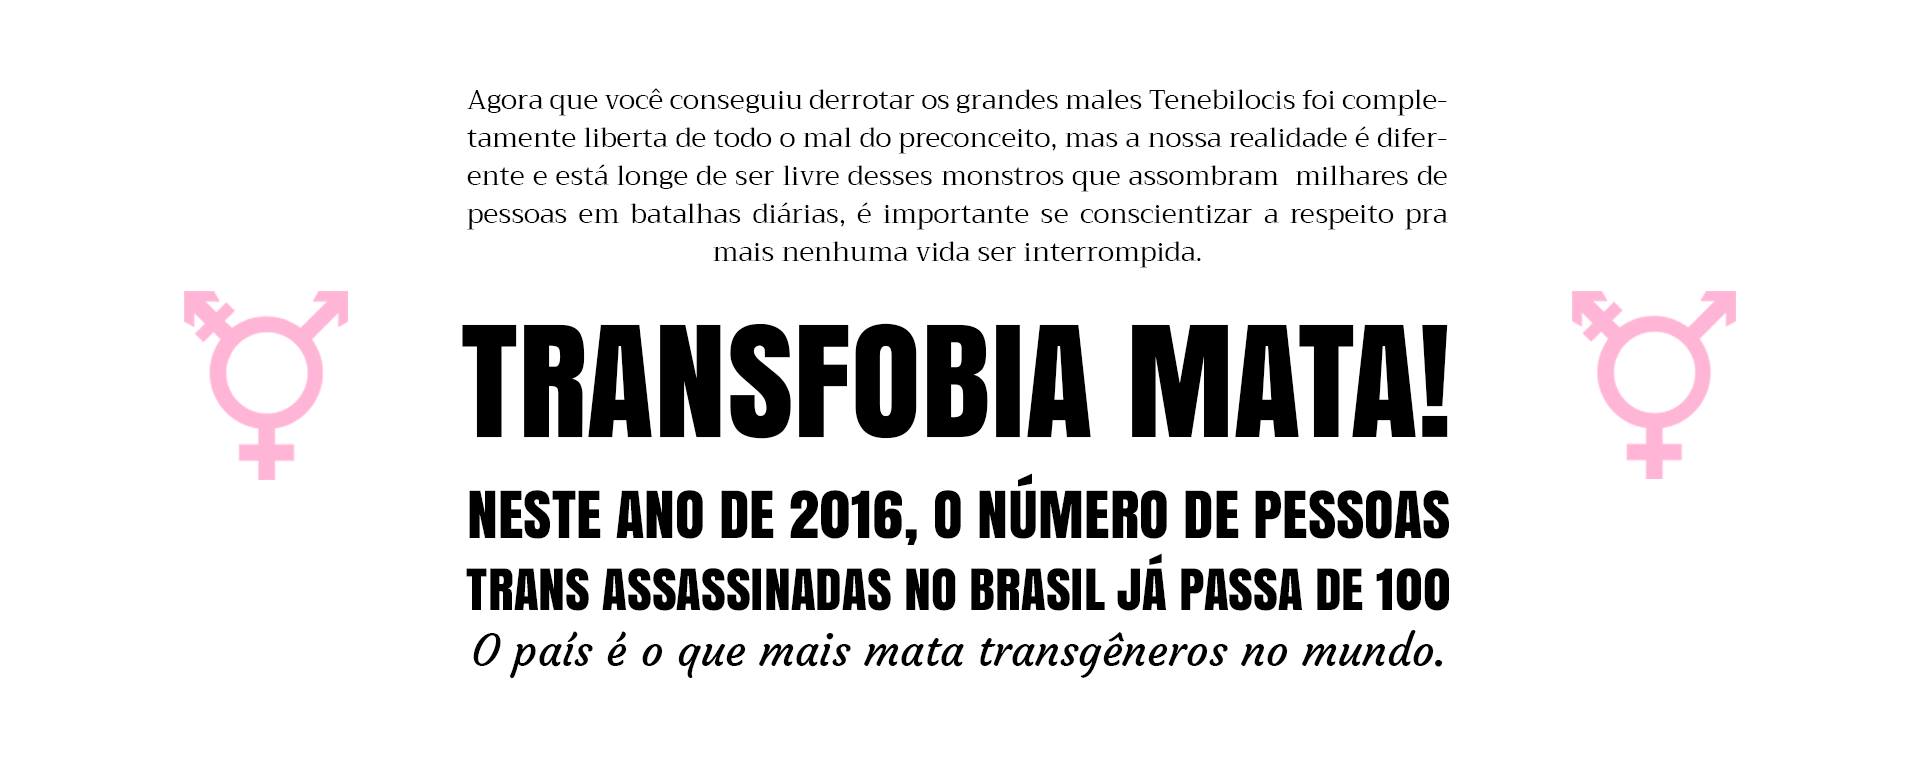 Agora que você conseguiu derrotar os grandes males Tenebilocis foi comple-
tamente liberta de todo o mal do preconceito, mas a nossa realidade é difer-
ente e está longe de ser livre desses monstros que assombram milhares de
pessoas em batalhas diárias, é importante se conscientizar a respeito pra
mais nenhuma vida ser interrompida.
TRANSFOBIA MATA!
NESTE ANO DE 2016, O NÚMERO DE PESSOAS
TRANS ASSASSINADAS NO BRASIL JÁ PASSA DE 100
O país é o que mais mata transgêneros no mundo.